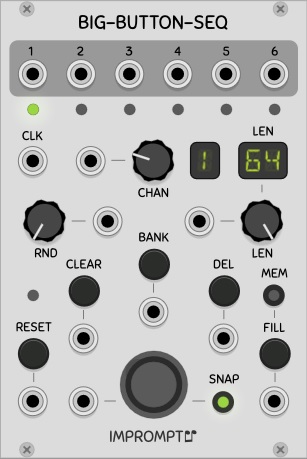 BIG-BUTTON-SEQ
1 2 3 4 5 6
CLK
LEN
1
64
CHAN
RND
BANK
LEN
CLEAR
DEL
MEM
RESET
FILL
SNAP
IMPROMPTU